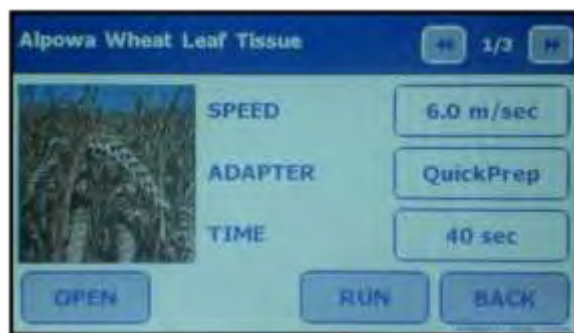 Alpowa Wheat Leaf Tissue
1/3
SPEED 6.0 m/sec
ADAPTER QuickPrep
TIME 40 sec
OPEN RUN BACK